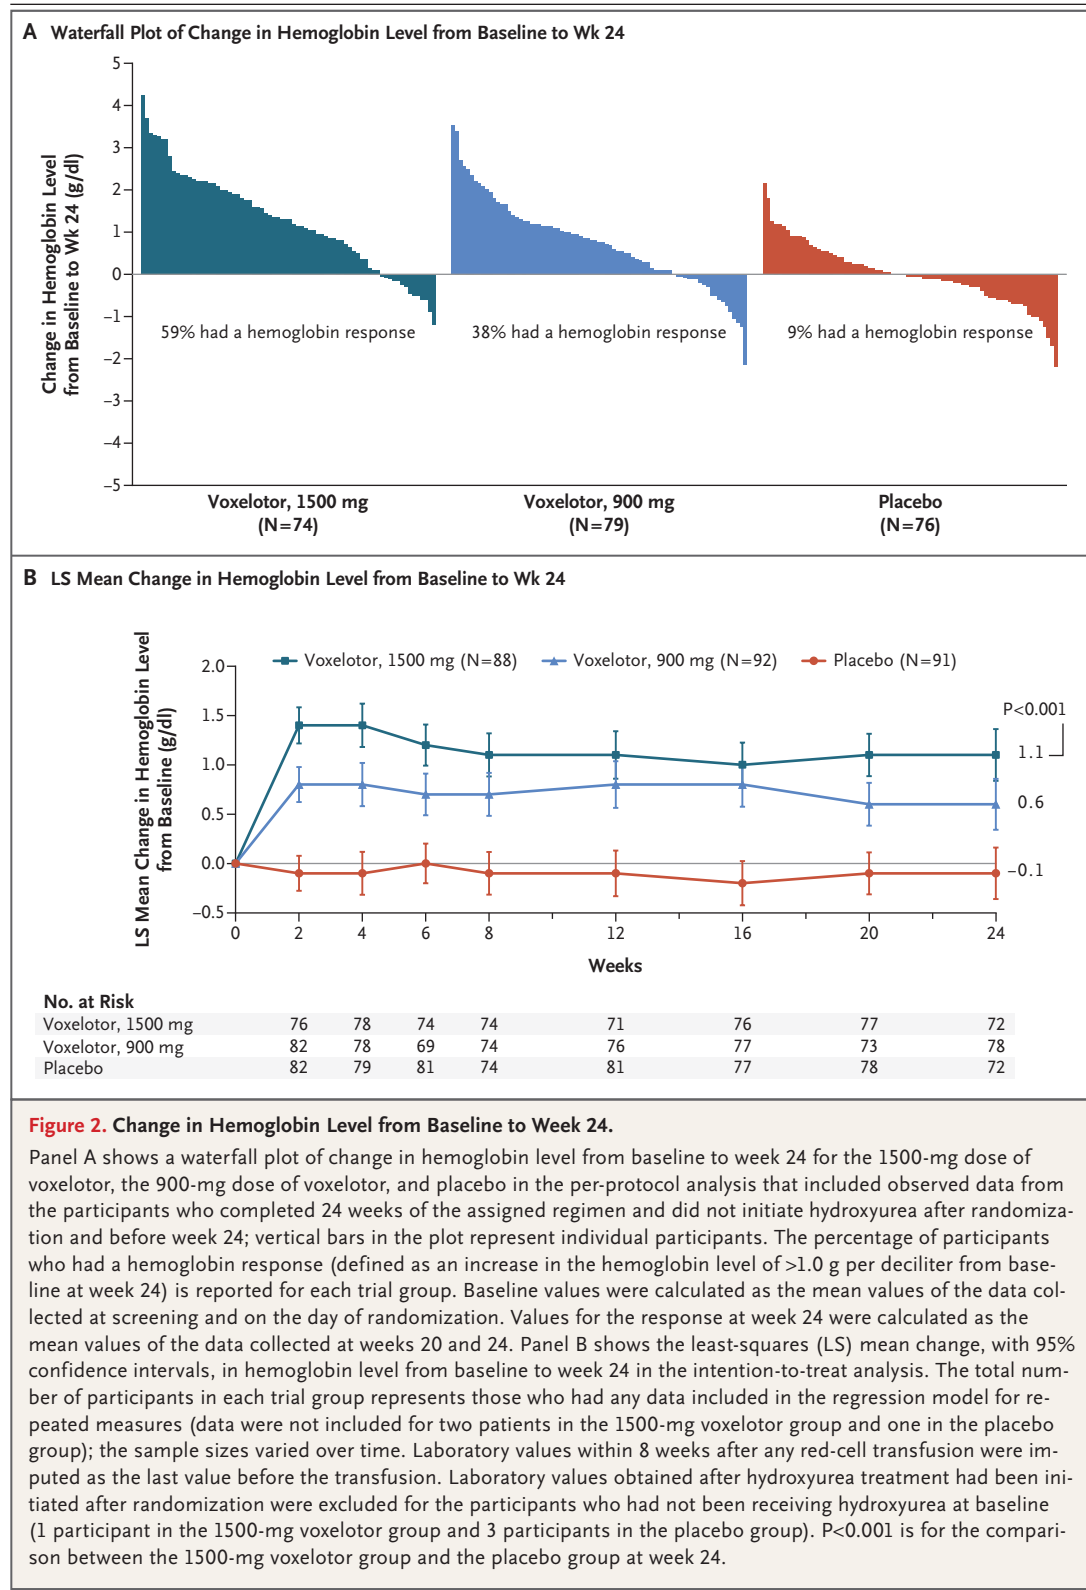 A Waterfall Plot of Change in Hemoglobin Level from Baseline to Wk 24
Change in Hemoglobin Level
from Baseline to Wk 24 (g/dl)
5
4
3
2
1
0
−1
−2
−3
−4
−5
59% had a hemoglobin response
38% had a hemoglobin response
9% had a hemoglobin response
Voxelotor, 1500 mg
(N=74)
Voxelotor, 900 mg
(N=79)
Placebo
(N=76)
B LS Mean Change in Hemoglobin Level from Baseline to Wk 24
LS Mean Change in Hemoglobin Level
from Baseline (g/dl)
Voxelotor, 1500 mg (N=88) Voxelotor, 900 mg (N=92) Placebo (N=91)
2.0
1.5
1.0
0.5
0.0
−0.5
P<0.001
1.1
0.6
−0.1
0 2 4 6 8 12 16 20 24
Weeks
No. at Risk
Voxelotor, 1500 mg 76 78 74 74 71 76 77 72
Voxelotor, 900 mg 82 78 69 74 76 77 73 78
Placebo 82 79 81 74 81 77 78 72
Figure 2. Change in Hemoglobin Level from Baseline to Week 24.
Panel A shows a waterfall plot of change in hemoglobin level from baseline to week 24 for the 1500-mg dose of
voxelotor, the 900-mg dose of voxelotor, and placebo in the per-protocol analysis that included observed data from
the participants who completed 24 weeks of the assigned regimen and did not initiate hydroxyurea after randomiza-
tion and before week 24; vertical bars in the plot represent individual participants. The percentage of participants
who had a hemoglobin response (defined as an increase in the hemoglobin level of >1.0 g per deciliter from base-
line at week 24) is reported for each trial group. Baseline values were calculated as the mean values of the data col-
lected at screening and on the day of randomization. Values for the response at week 24 were calculated as the
mean values of the data collected at weeks 20 and 24. Panel B shows the least-squares (LS) mean change, with 95%
confidence intervals, in hemoglobin level from baseline to week 24 in the intention-to-treat analysis. The total num-
ber of participants in each trial group represents those who had any data included in the regression model for re-
peated measures (data were not included for two patients in the 1500-mg voxelotor group and one in the placebo
group); the sample sizes varied over time. Laboratory values within 8 weeks after any red-cell transfusion were im-
puted as the last value before the transfusion. Laboratory values obtained after hydroxyurea treatment had been ini-
tiated after randomization were excluded for the participants who had not been receiving hydroxyurea at baseline
(1 participant in the 1500-mg voxelotor group and 3 participants in the placebo group). P<0.001 is for the compari-
son between the 1500-mg voxelotor group and the placebo group at week 24.